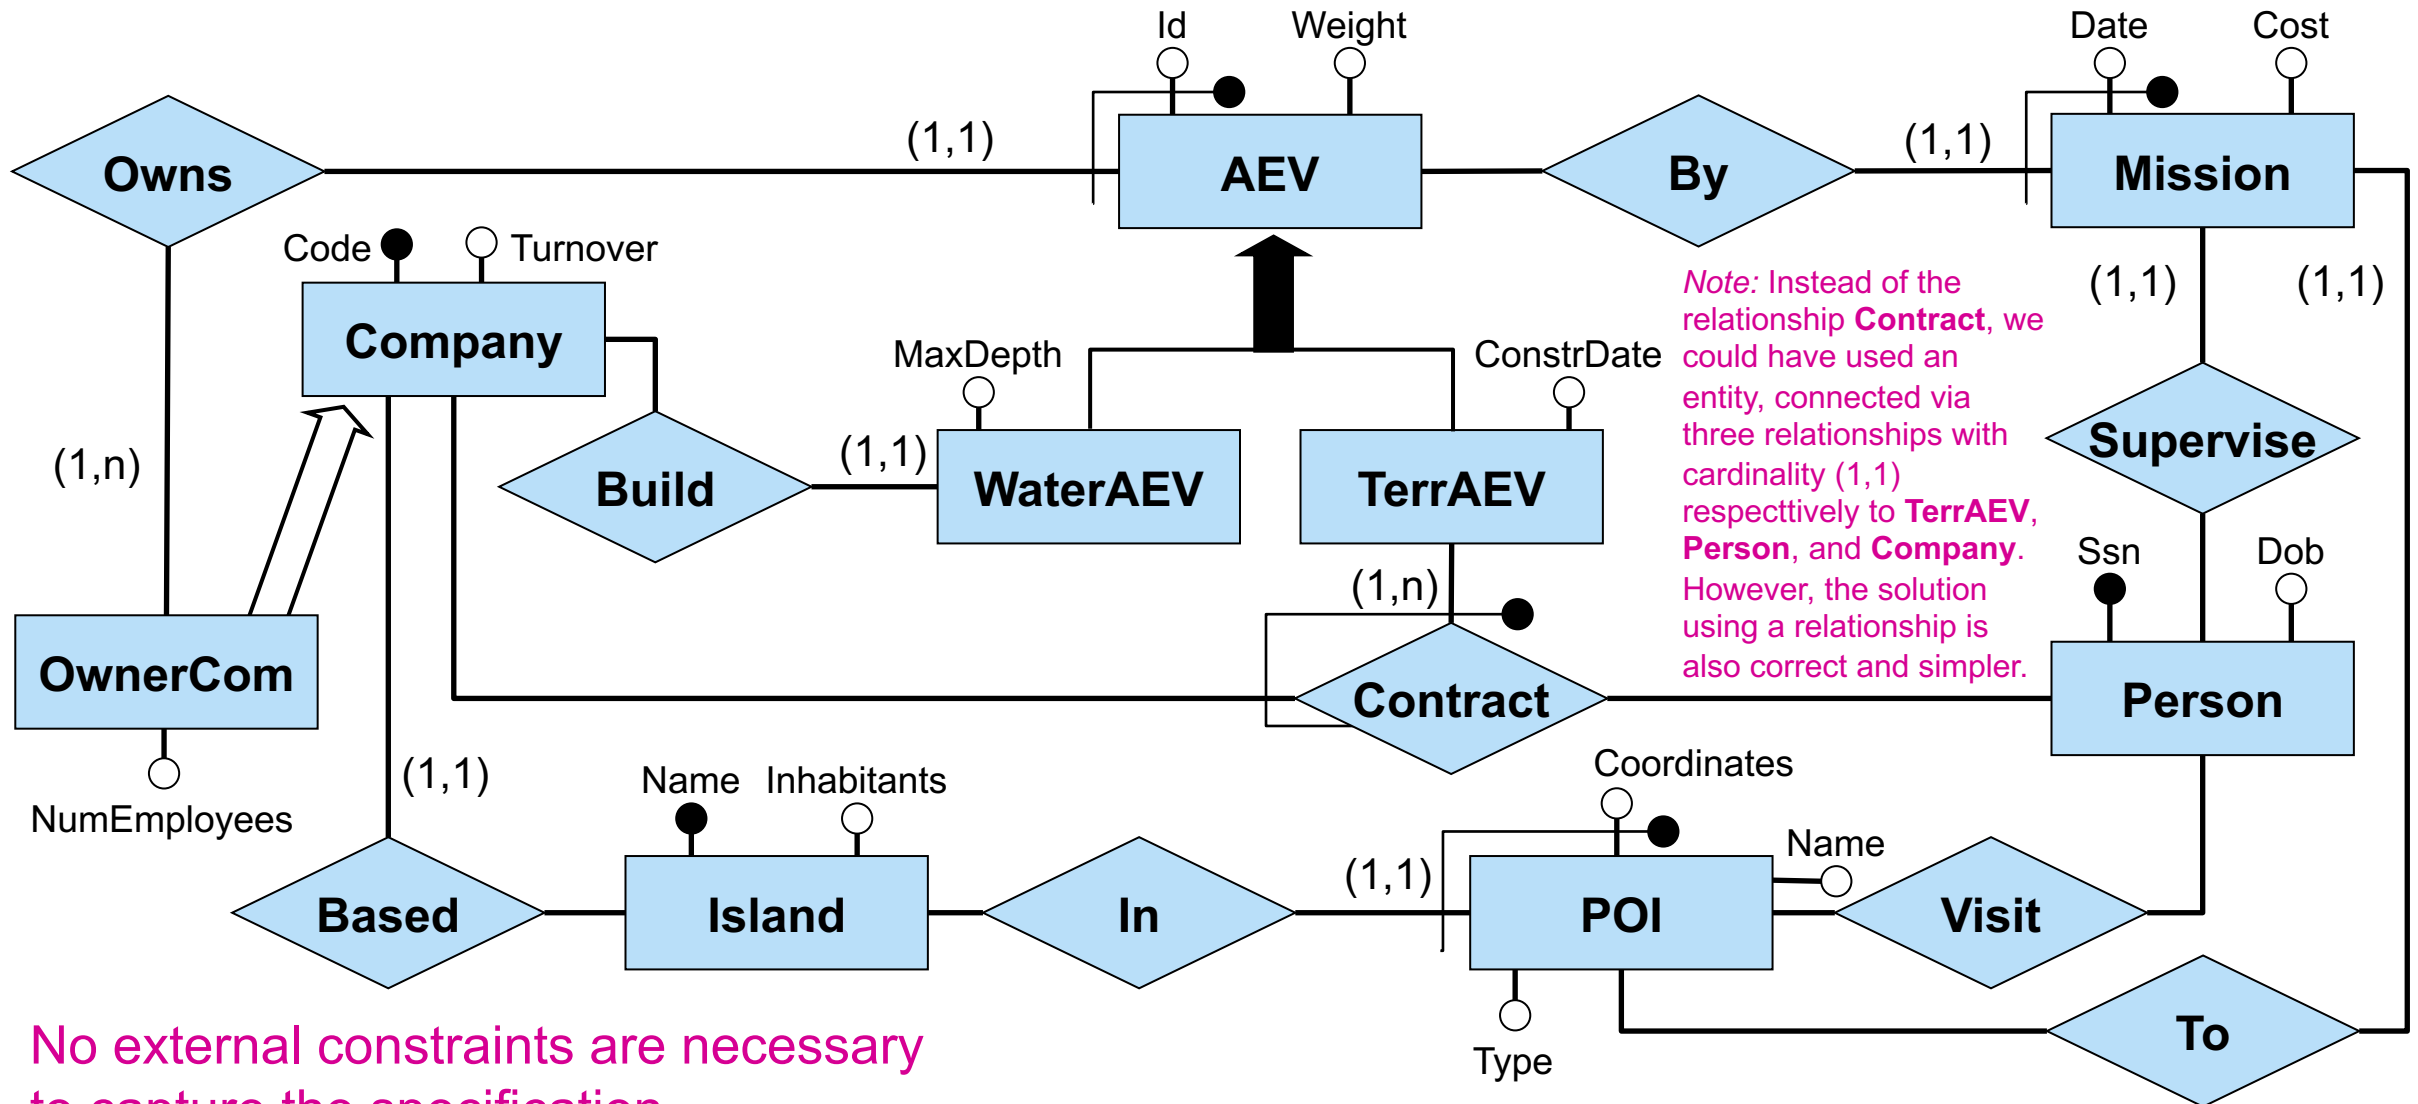 Id
Weight
Date
Cost
(1,1)
(1,1)
Owns
AEV
By
Mission
Code
Turnover
(1,1)
(1,1)
Note: Instead of the
relationship Contract, we
could have used an
entity, connected via
three relationships with
cardinality (1,1)
respecttively to TerrAEV,
Person, and Company.
However, the solution
using a relationship is
also correct and simpler.
Company
MaxDepth
ConstrDate
(1,n)
(1,1)
Supervise
Build
WaterAEV
TerrAEV
Ssn
Dob
(1,n)
OwnerCom
Contract
Person
(1,1)
Name
Inhabitants
Coordinates
NumEmployees
Name
(1,1)
Based
Island
In
POI
Visit
To
Type
No external constraints are necessary
to capture the specification